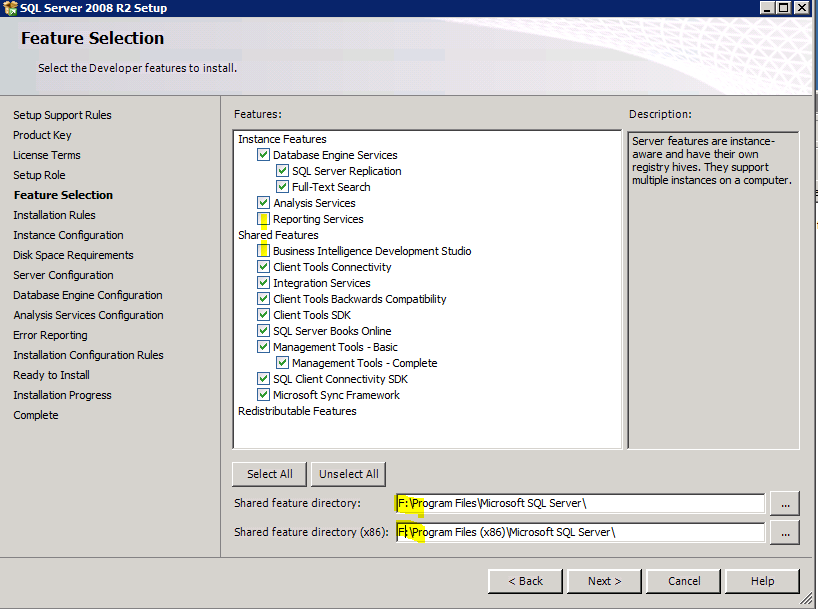 SQL Server 2008 R2 Setup
Feature Selection
Select the Developer features to install.
Setup Support Rules
Product Key
License Terms
Setup Role
Feature Selection
Installation Rules
Instance Configuration
Disk Space Requirements
Server Configuration
Database Engine Configuration
Analysis Services Configuration
Error Reporting
Installation Configuration Rules
Ready to Install
Installation Progress
Complete
Features:
Instance Features
Database Engine Services
SQL Server Replication
Full-Text Search
Analysis Services
Reporting Services
Shared Features
Business Intelligence Development Studio
Client Tools Connectivity
Integration Services
Client Tools Backwards Compatibility
Client Tools SDK
SQL Server Books Online
Management Tools - Basic
Management Tools - Complete
SQL Client Connectivity SDK
Microsoft Sync Framework
Redistributable Features
Description:
Server features are instance-
aware and have their own
registry hives. They support
multiple instances on a computer.
Select All
Unselect All
Shared feature directory:
F:\Program Files\Microsoft SQL Server\
...
Shared feature directory (x86):
F:\Program Files (x86)\Microsoft SQL Server\
...
< Back
Next >
Cancel
Help